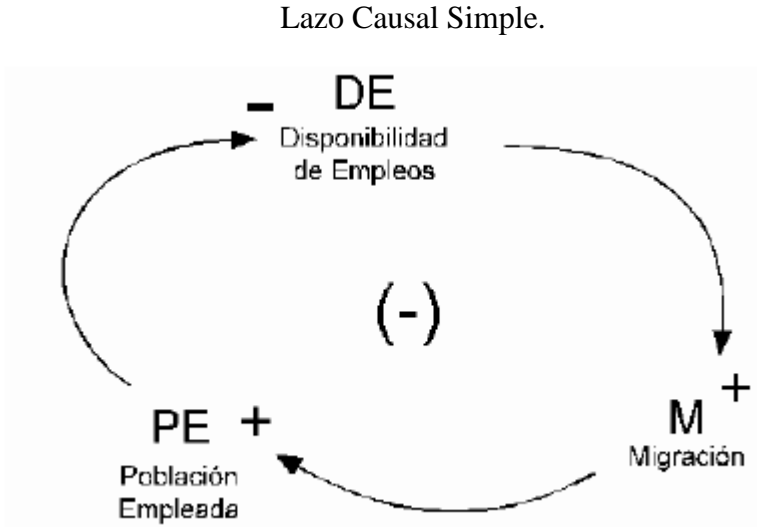 Lazo Causal Simple.
- DE
Disponibilidad
de Empleos
(-)
PE +
Población
Empleada
M +
Migración